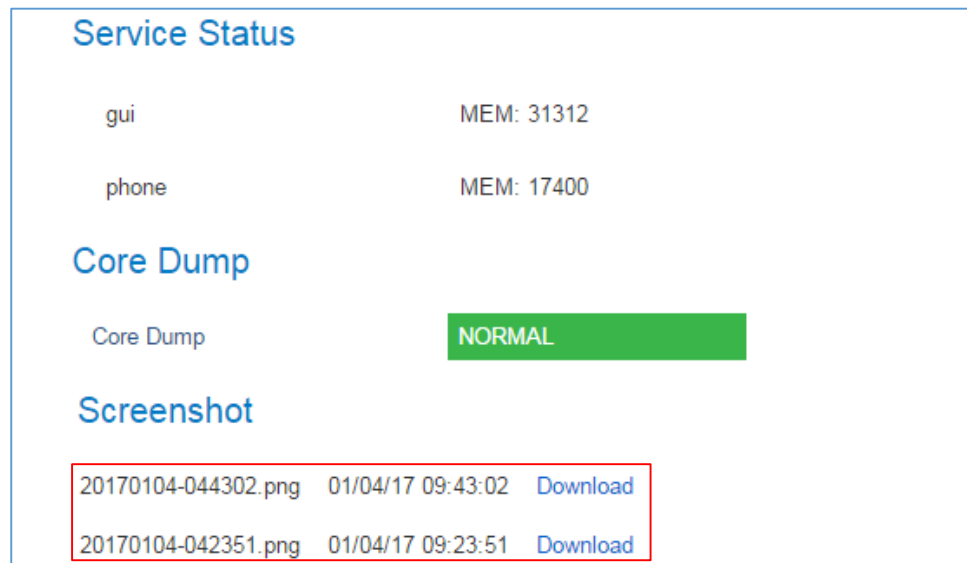 Service Status
gui MEM: 31312
phone MEM: 17400
Core Dump
Core Dump NORMAL
Screenshot
20170104-044302.png 01/04/17 09:43:02 Download
20170104-042351.png 01/04/17 09:23:51 Download